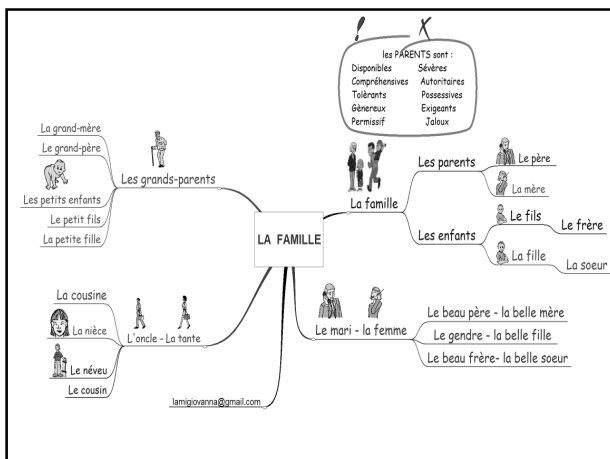 ! X
les PARENTS sont :
Disponibles Sévères
Compréhensives Autoritaires
Tolèrants Possessives
Gènereux Exigeants
Permissif Jaloux
La grand-mère
Le grand-père
Les grands-parents
Les petits enfants
Le petit fils
La petite fille
LA FAMILLE
La famille
Les parents
Le père
La mère
Les enfants
Le fils
Le frère
La fille
La soeur
La cousine
La nièce
L'oncle - La tante
Le néveu
Le cousin
Le mari - la femme
Le beau père - la belle mère
Le gendre - la belle fille
Le beau frère- la belle soeur
lamigiovanna@gmail.com